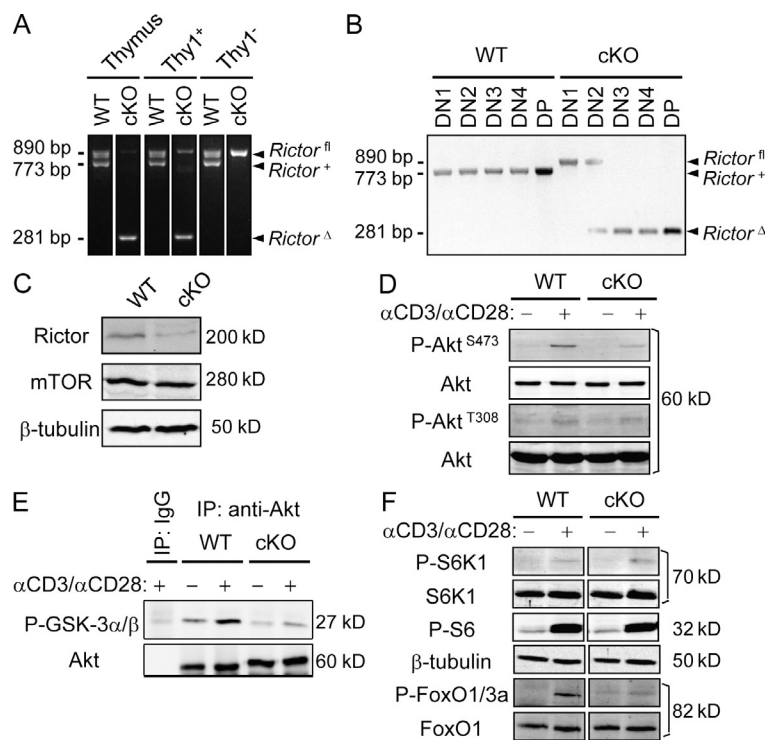 A
Thymus Thy1+ Thy1-
WT cKO WT cKO WT cKO
890 bp
773 bp
281 bp
Rictor fl
Rictor +
Rictor Δ
B
WT cKO
DN1 DN2 DN3 DN4 DP DN1 DN2 DN3 DN4 DP
890 bp
773 bp
281 bp
Rictor fl
Rictor +
Rictor Δ
C
WT cKO
Rictor 200 kD
mTOR 280 kD
β-tubulin 50 kD
D
WT cKO
αCD3/αCD28: – + – +
P-Akt S473
Akt
P-Akt T308
Akt
60 kD
E
IP: IgG
IP: anti-Akt
WT cKO
αCD3/αCD28: + – + – +
P-GSK-3α/β 27 kD
Akt 60 kD
F
WT cKO
αCD3/αCD28: – + – +
P-S6K1
S6K1
70 kD
P-S6 32 kD
β-tubulin 50 kD
P-FoxO1/3a
FoxO1
82 kD